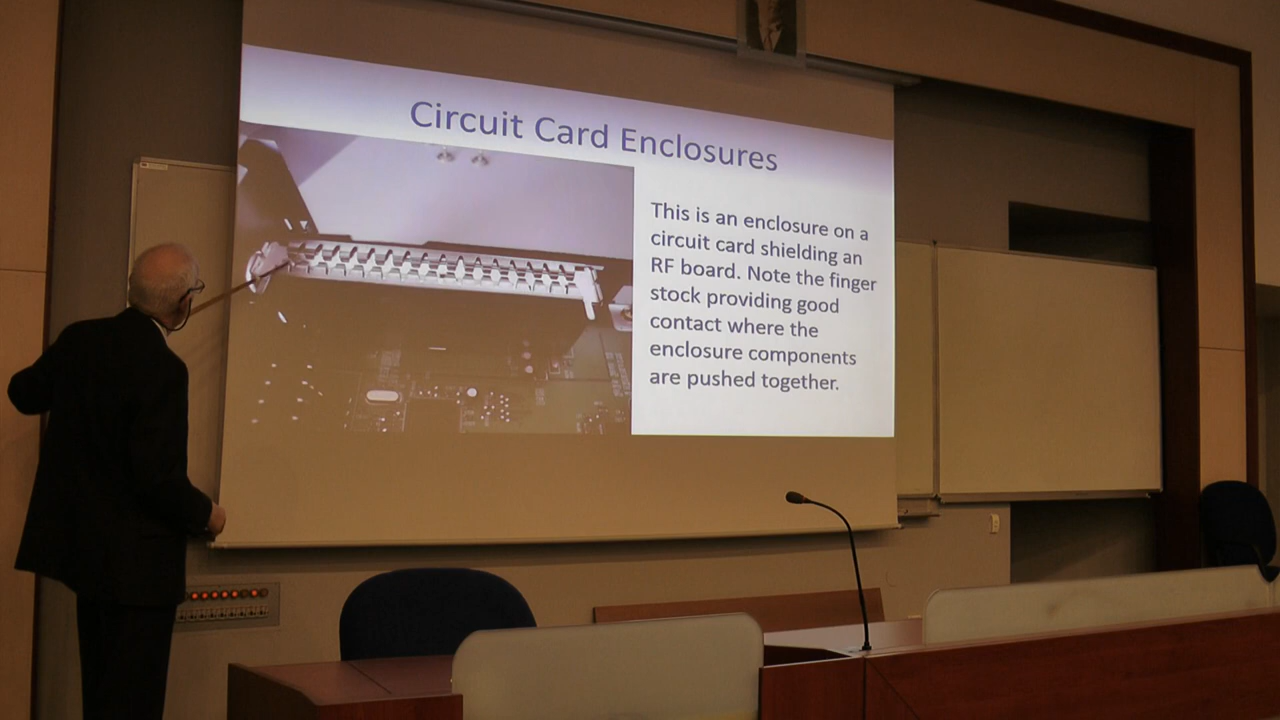 Circuit Card Enclosures
This is an enclosure on a
circuit card shielding an
RF board. Note the finger
stock providing good
contact where the
enclosure components
are pushed together.